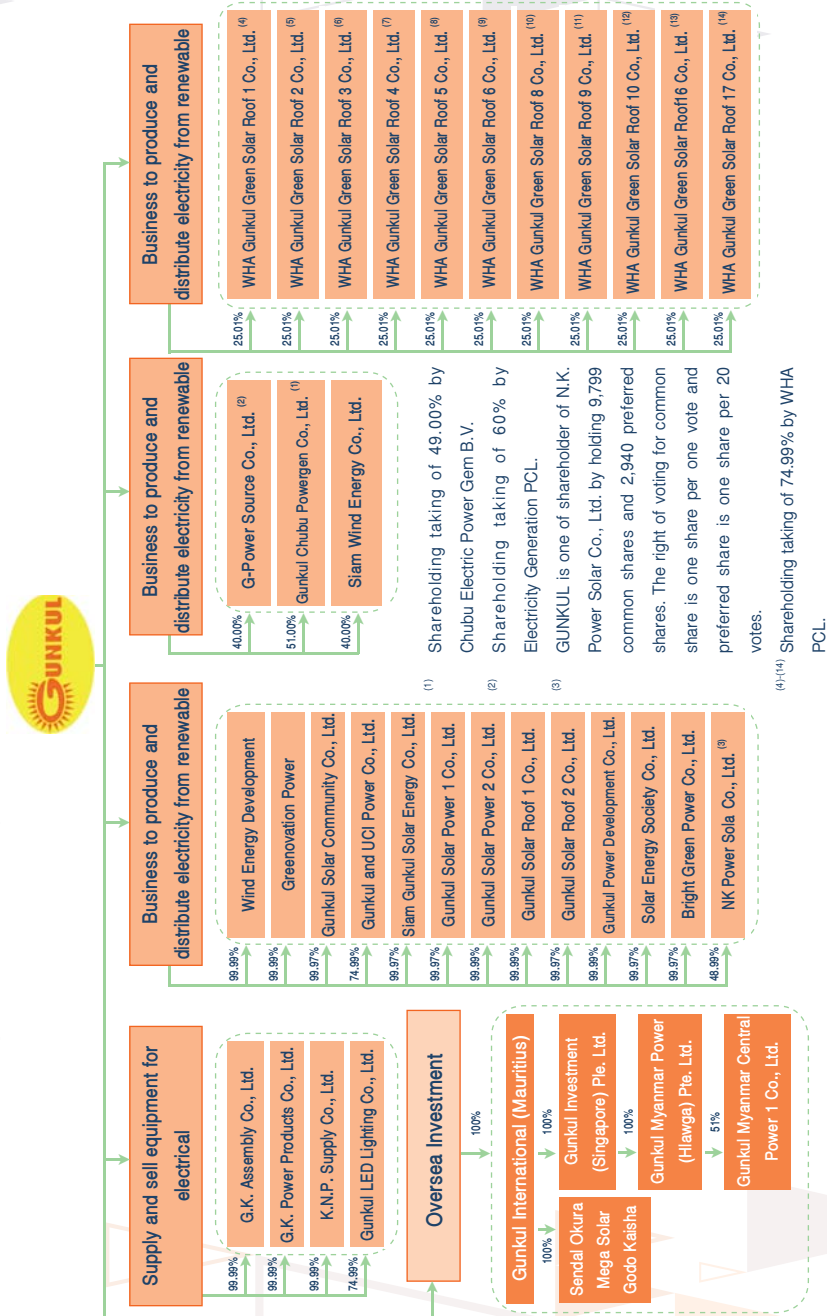 GUNKUL
Supply and sell equipment for
electrical
99.99%
G.K. Assembly Co., Ltd.
99.99%
G.K. Power Products Co., Ltd.
99.99%
K.N.P. Supply Co., Ltd.
74.99%
Gunkul LED Lighting Co., Ltd.
Oversea Investment
100%
Gunkul International (Mauritius)
100%
100%
Sendal Okura
Mega Solar
Godo Kaisha
Gunkul Investment
(Singapore) Ple. Ltd.
100%
Gunkul Myanmar Power
(Hlawga) Pte. Ltd.
51%
Gunkul Myanmar Central
Power 1 Co., Ltd.
Business to produce and
distribute electricity from renewable
99.99%
Wind Energy Development
99.99%
Greenovation Power
99.97%
Gunkul Solar Community Co., Ltd.
74.99%
Gunkul and UCI Power Co., Ltd.
99.97%
Siam Gunkul Solar Energy Co., Ltd.
99.97%
Gunkul Solar Power 1 Co., Ltd.
99.99%
Gunkul Solar Power 2 Co., Ltd.
99.99%
Gunkul Solar Roof 1 Co., Ltd.
99.97%
Gunkul Solar Roof 2 Co., Ltd.
99.99%
Gunkul Power Development Co., Ltd.
99.97%
Solar Energy Society Co., Ltd.
99.97%
Bright Green Power Co., Ltd.
48.99%
NK Power Sola Co., Ltd. (3)
Business to produce and
distribute electricity from renewable
40.00%
G-Power Source Co., Ltd. (2)
51.00%
Gunkul Chubu Powergen Co., Ltd. (1)
40.00%
Siam Wind Energy Co., Ltd.
(1) Shareholding taking of 49.00% by
Chubu Electric Power Gem B.V.
(2) Shareholding taking of 60% by
Electricity Generation PCL.
(3) GUNKUL is one of shareholder of N.K.
Power Solar Co., Ltd. by holding 9,799
common shares and 2,940 preferred
shares. The right of voting for common
share is one share per one vote and
preferred share is one share per 20
votes.
(4)-(14) Shareholding taking of 74.99% by WHA
PCL.
Business to produce and
distribute electricity from renewable
25.01%
WHA Gunkul Green Solar Roof 1 Co., Ltd. (4)
25.01%
WHA Gunkul Green Solar Roof 2 Co., Ltd. (5)
25.01%
WHA Gunkul Green Solar Roof 3 Co., Ltd. (6)
25.01%
WHA Gunkul Green Solar Roof 4 Co., Ltd. (7)
25.01%
WHA Gunkul Green Solar Roof 5 Co., Ltd. (8)
25.01%
WHA Gunkul Green Solar Roof 6 Co., Ltd. (9)
25.01%
WHA Gunkul Green Solar Roof 8 Co., Ltd. (10)
25.01%
WHA Gunkul Green Solar Roof 9 Co., Ltd. (11)
25.01%
WHA Gunkul Green Solar Roof 10 Co., Ltd. (12)
25.01%
WHA Gunkul Green Solar Roof16 Co., Ltd. (13)
25.01%
WHA Gunkul Green Solar Roof 17 Co., Ltd. (14)